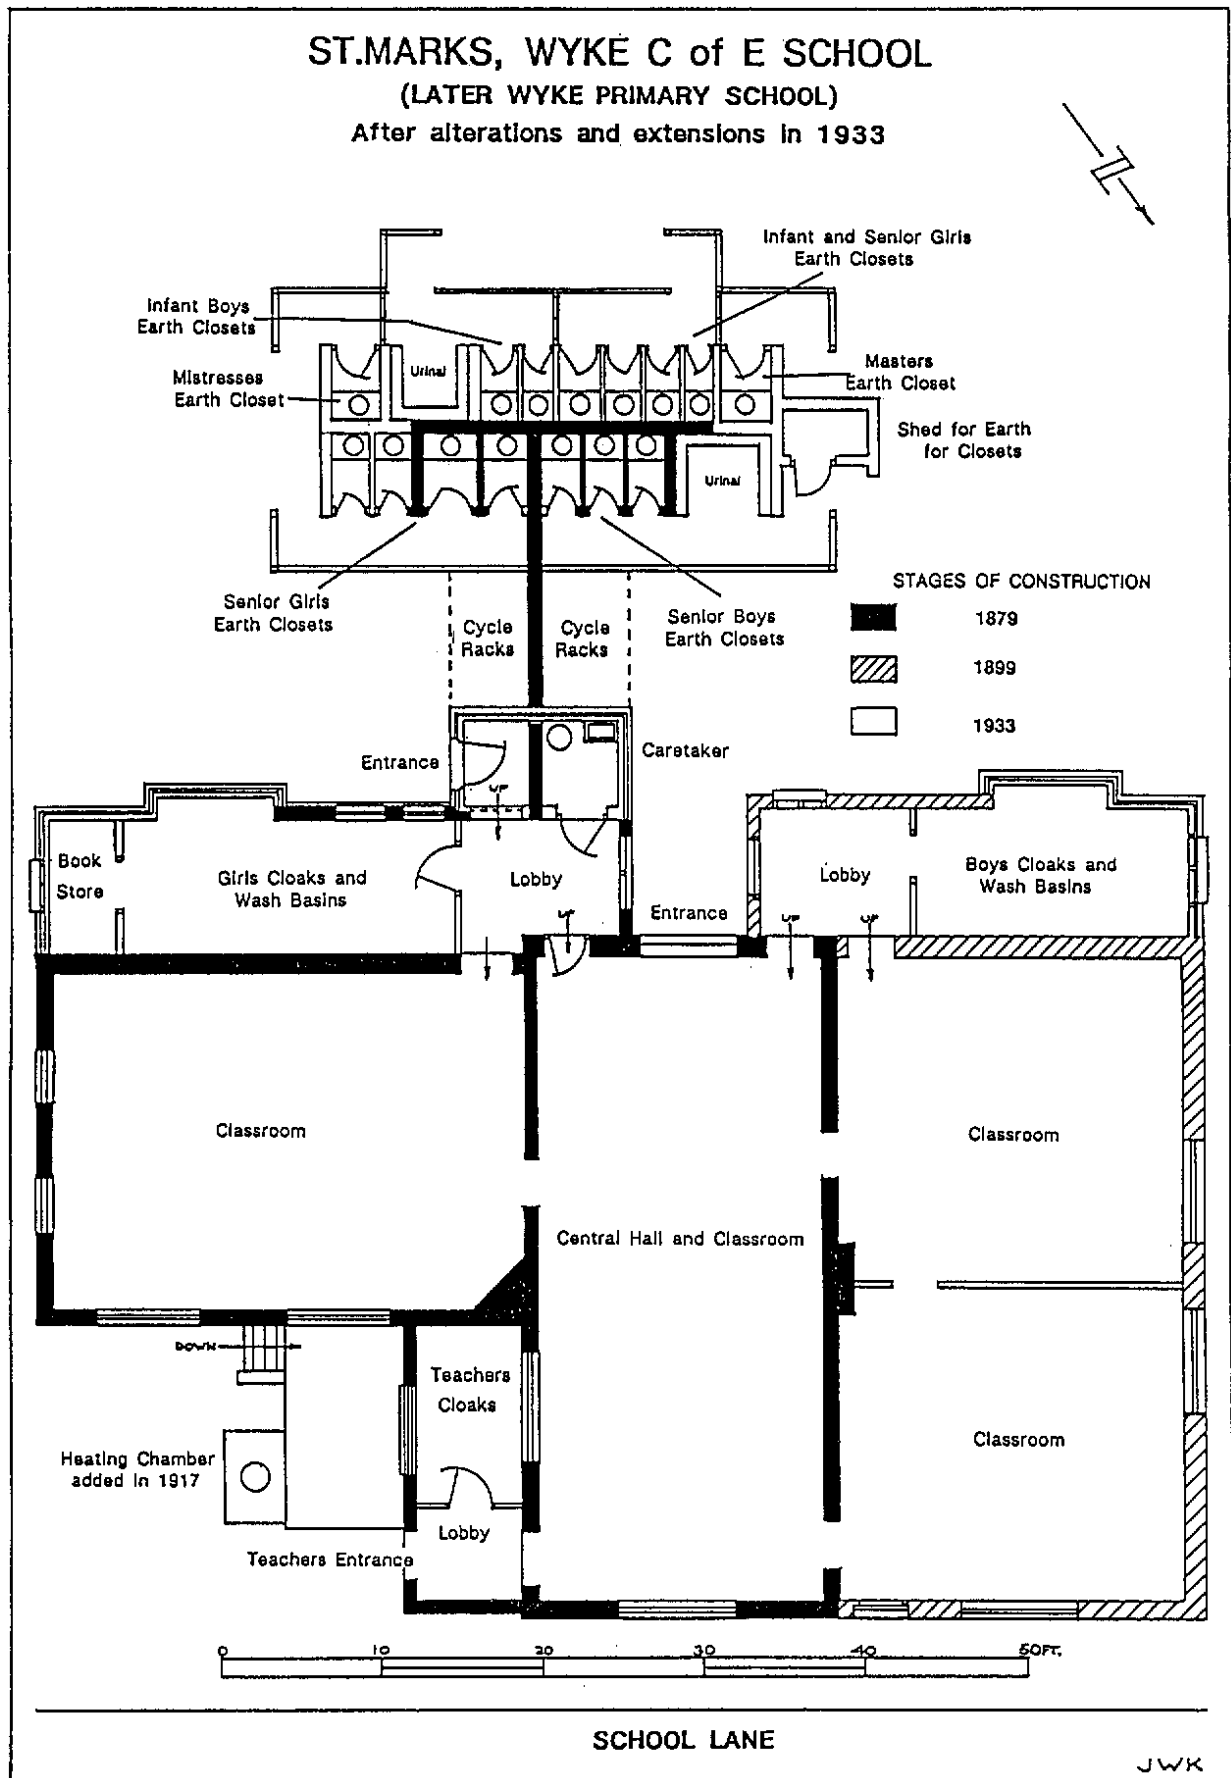 ST.MARKS, WYKE C of E SCHOOL
(LATER WYKE PRIMARY SCHOOL)
After alterations and extensions in 1933
Infant and Senior Girls
Earth Closets
Infant Boys
Earth Closets
Mistresses
Earth Closet
Urinal
Masters
Earth Closet
Shed for Earth
for Closets
Urinal
Senior Girls
Earth Closets
Cycle
Racks
Cycle
Racks
Senior Boys
Earth Closets
STAGES OF CONSTRUCTION
1879
1899
1933
Entrance
UP
Caretaker
Book
Store
Girls Cloaks and
Wash Basins
Lobby
UP
Entrance
Lobby
UP
UP
Boys Cloaks and
Wash Basins
Classroom
Central Hall and Classroom
Classroom
DOWN
Teachers
Cloaks
Classroom
Heating Chamber
added in 1917
Lobby
Teachers Entrance
0 10 20 30 40 50FT.
SCHOOL LANE
JWK